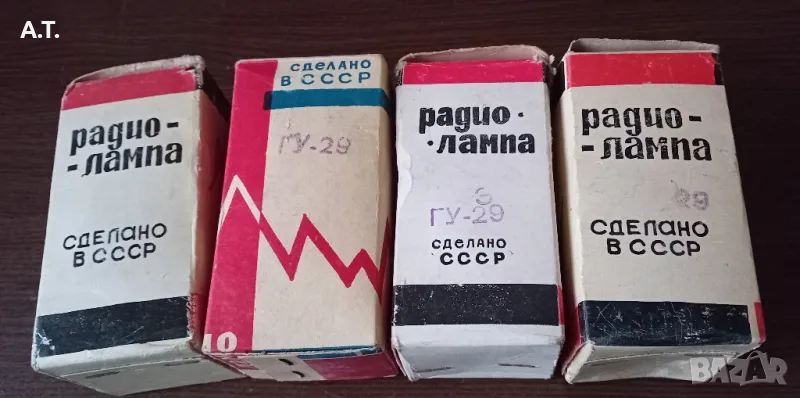 А.Т.
радио-
-лампа
СДЕЛАНО
В СССР
СДЕЛАНО
В СССР
ГУ-29
10
радио-
-лампа
Э
ГУ-29
СДЕЛАНО
СССР
радио-
-лампа
29
СДЕЛАНО
В СССР
BAZAR